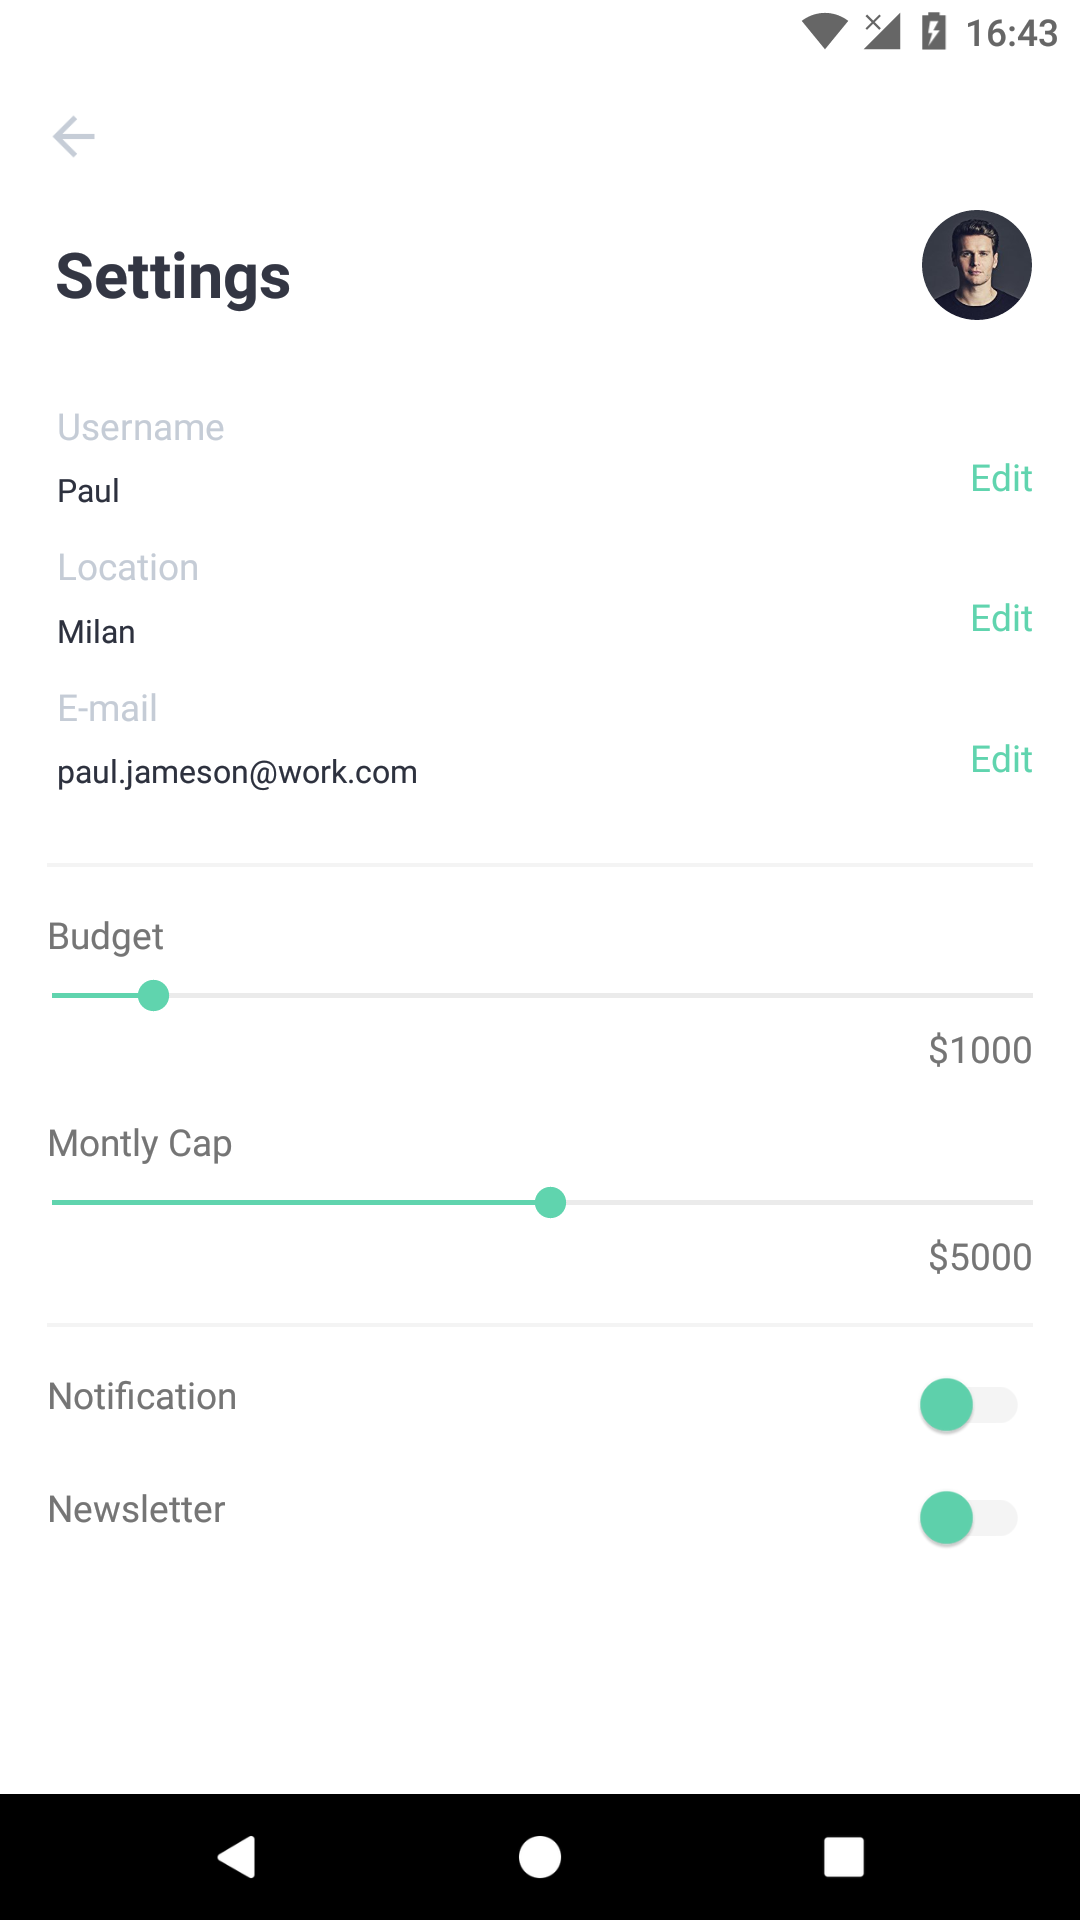 16:43
Settings
Username
Paul
Edit
Location
Milan
Edit
E-mail
paul.jameson@work.com
Edit
Budget
$1000
Montly Cap
$5000
Notification
Newsletter